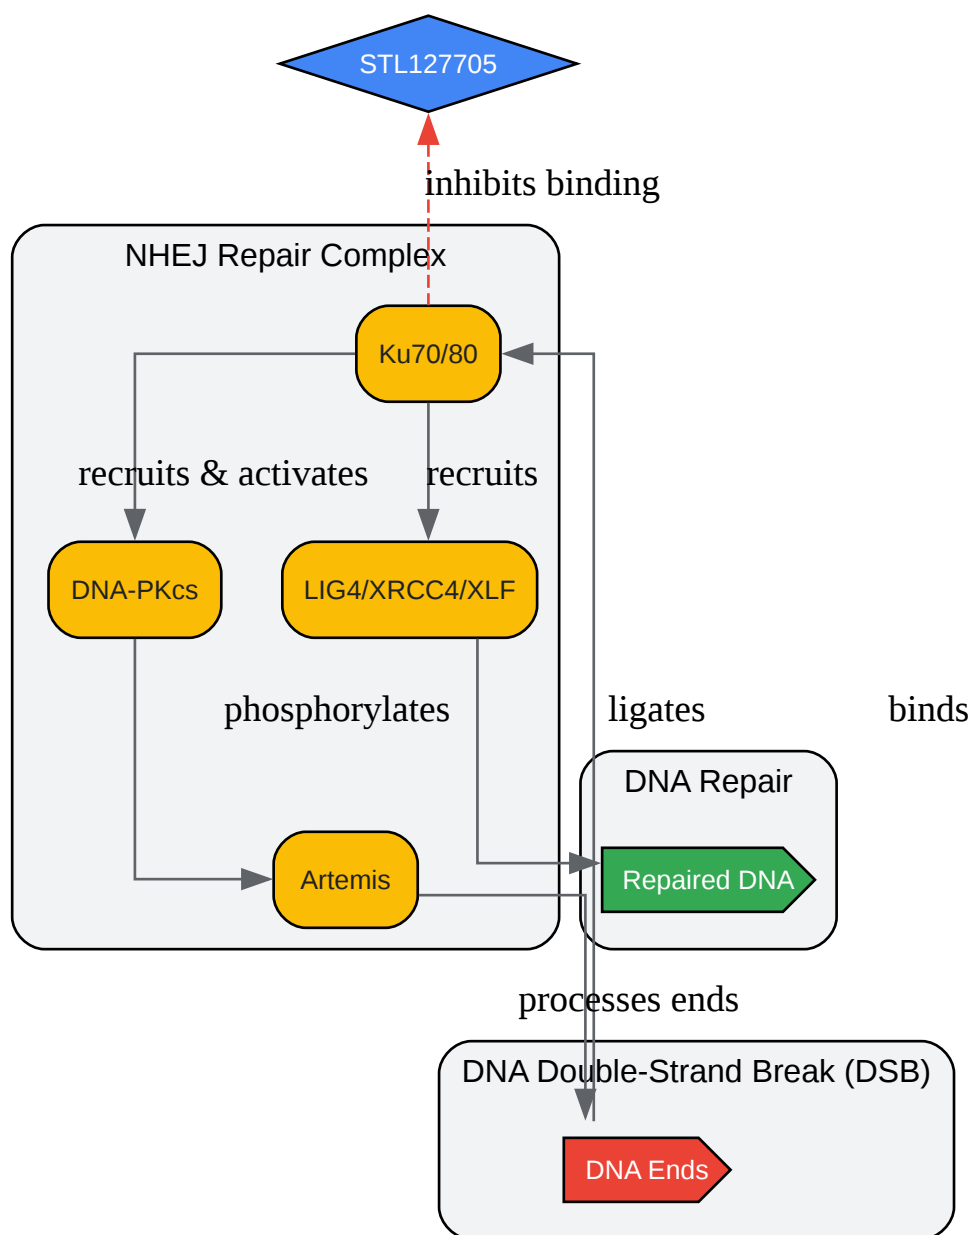 STL127705
inhibits binding
NHEJ Repair Complex
Ku70/80
recruits & activates
recruits
DNA-PKcs
LIG4/XRCC4/XLF
phosphorylates
ligates
binds
DNA Repair
Artemis
Repaired DNA
processes ends
DNA Double-Strand Break (DSB)
DNA Ends